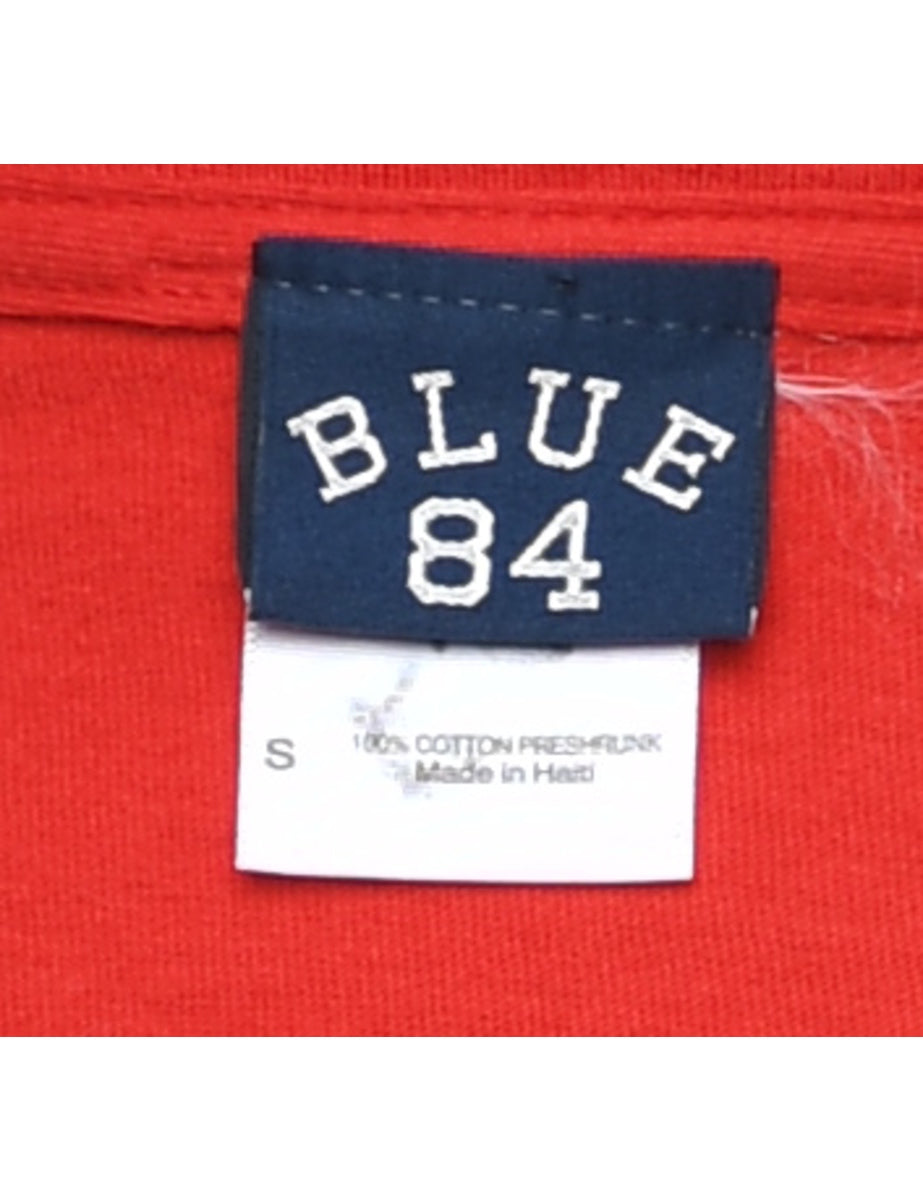 BLUE
84
S 100% COTTON PRESHRUNK
Made in Haiti